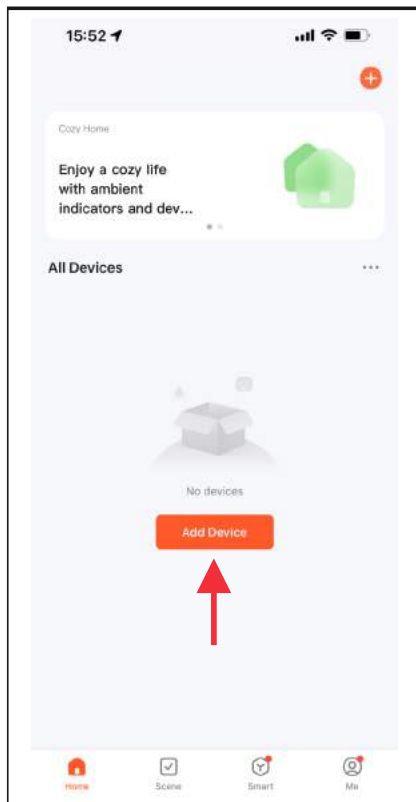 15:52
Cozy Home
Enjoy a cozy life
with ambient
indicators and dev...
All Devices
No devices
Add Device
Home
Scene
Smart
Me